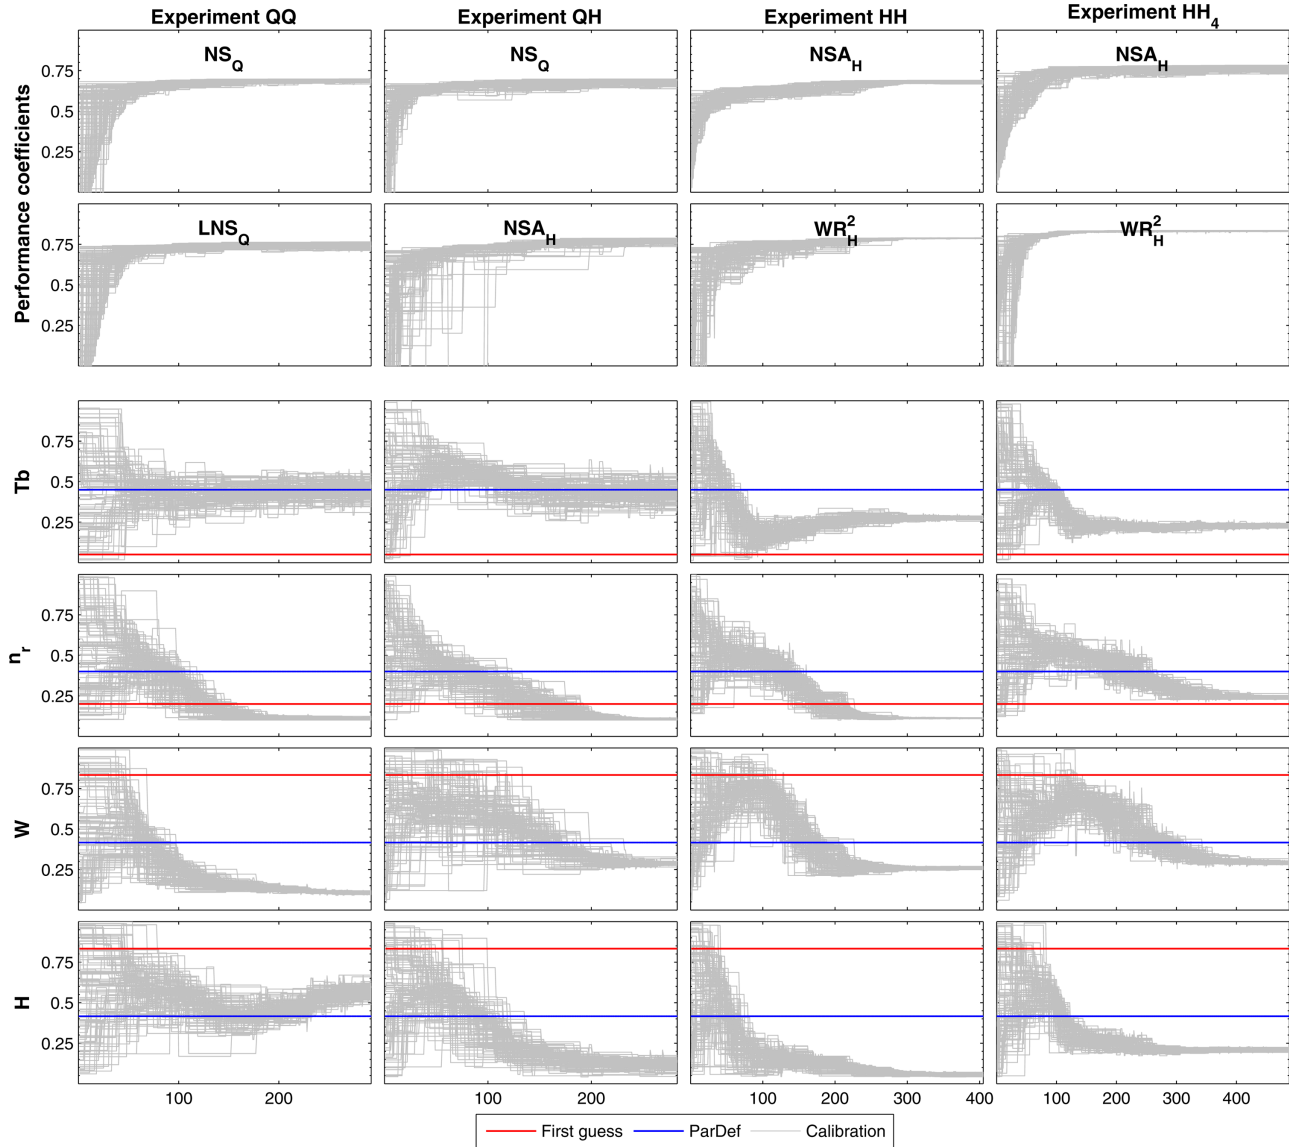 Experiment QQ
Experiment QH
Experiment HH
Experiment HH4
Performance coefficients
NSQ
NSQ
NSAH
NSAH
0.75
0.5
0.25
LNSQ
NSAH
WR2H
WR2H
0.75
0.5
0.25
Tb
0.75
0.5
0.25
nr
0.75
0.5
0.25
W
0.75
0.5
0.25
H
0.75
0.5
0.25
100 200
100 200
100 200 300 400
100 200 300 400
First guess ParDef Calibration